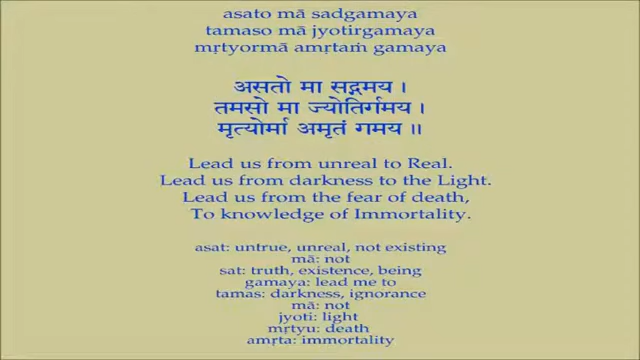 asato mā sadgamaya
tamaso mā jyotirgamaya
mṛtyormā amṛtaṁ gamaya
असतो मा सद्गमय ।
तमसो मा ज्योतिर्गमय ।
मृत्योर्मा अमृतं गमय ॥
Lead us from unreal to Real.
Lead us from darkness to the Light.
Lead us from the fear of death,
To knowledge of Immortality.
asat: untrue, unreal, not existing
mā: not
sat: truth, existence, being
gamaya: lead me to
tamas: darkness, ignorance
mā: not
jyoti: light
mṛtyu: death
amṛta: immortality